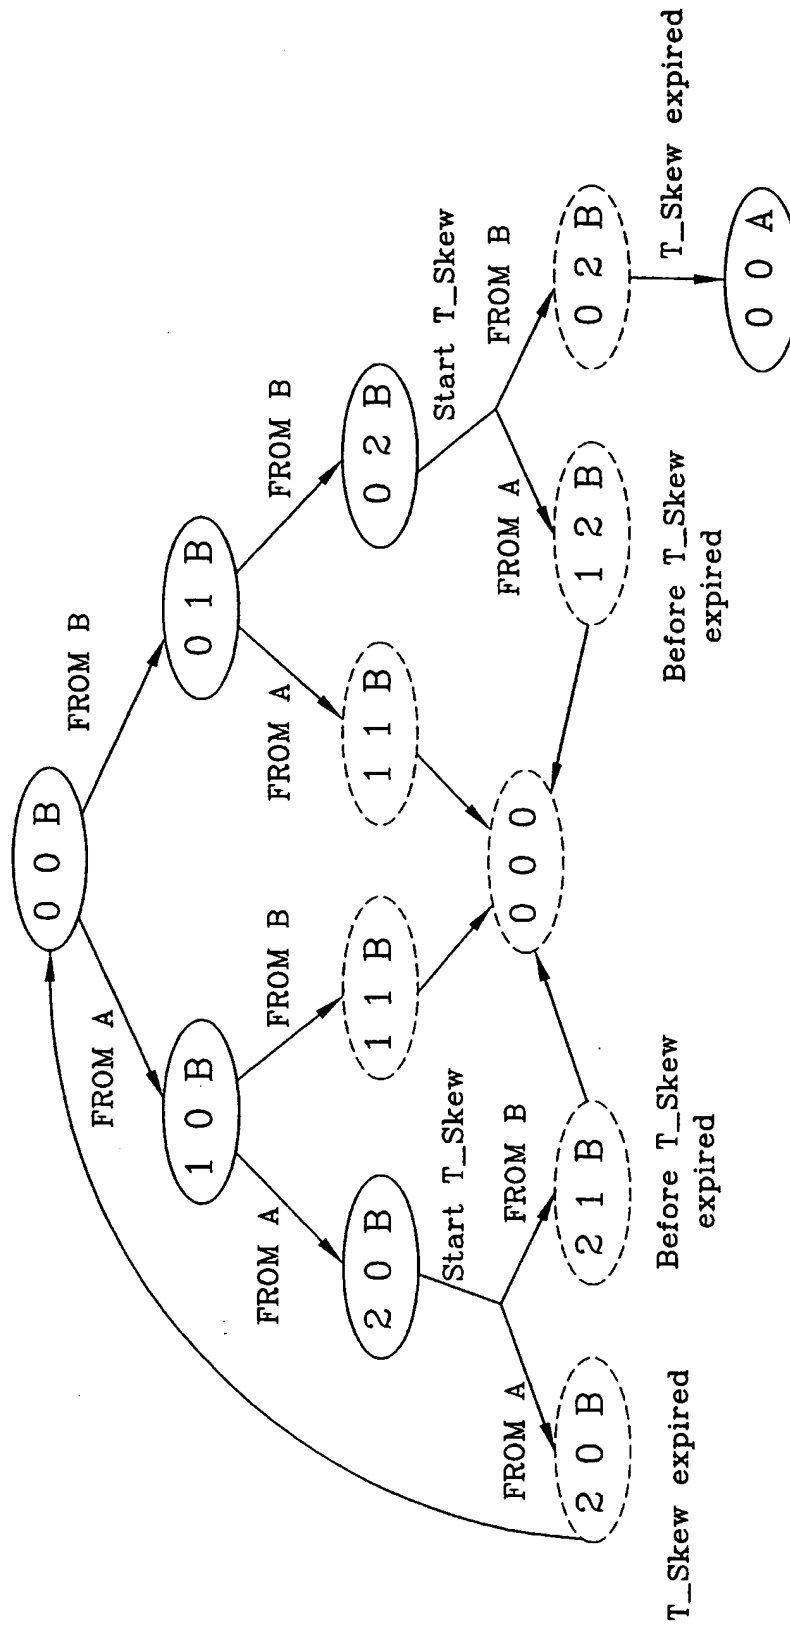 0 0 B
FROM A
FROM B
1 0 B
0 1 B
FROM A
FROM B
FROM A
FROM B
2 0 B
1 1 B
1 1 B
0 2 B
Start T_Skew
Start T_Skew
FROM A
FROM B
0 0 0
FROM A
FROM B
2 0 B
2 1 B
1 2 B
0 2 B
T_Skew expired
Before T_Skew
expired
Before T_Skew
expired
T_Skew expired
0 0 A